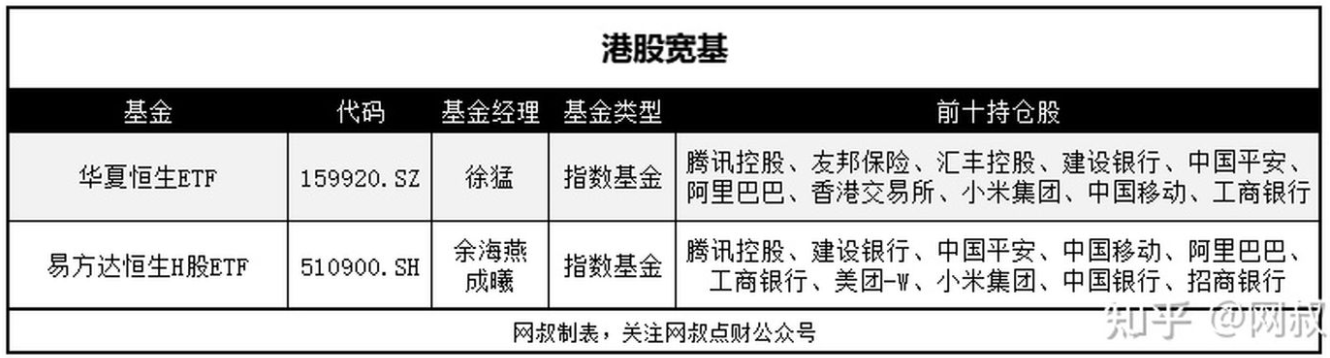 港股宽基
基金 代码 基金经理 基金类型 前十持仓股
华夏恒生ETF 159920.SZ 徐猛 指数基金 腾讯控股、友邦保险、汇丰控股、建设银行、中国平安、
阿里巴巴、香港交易所、小米集团、中国移动、工商银行
易方达恒生H股ETF 510900.SH 余海燕 成曦 指数基金 腾讯控股、建设银行、中国平安、中国移动、阿里巴巴、
工商银行、美团-W、小米集团、中国银行、招商银行
网叔制表，关注网叔点财公众号
知乎 @网叔